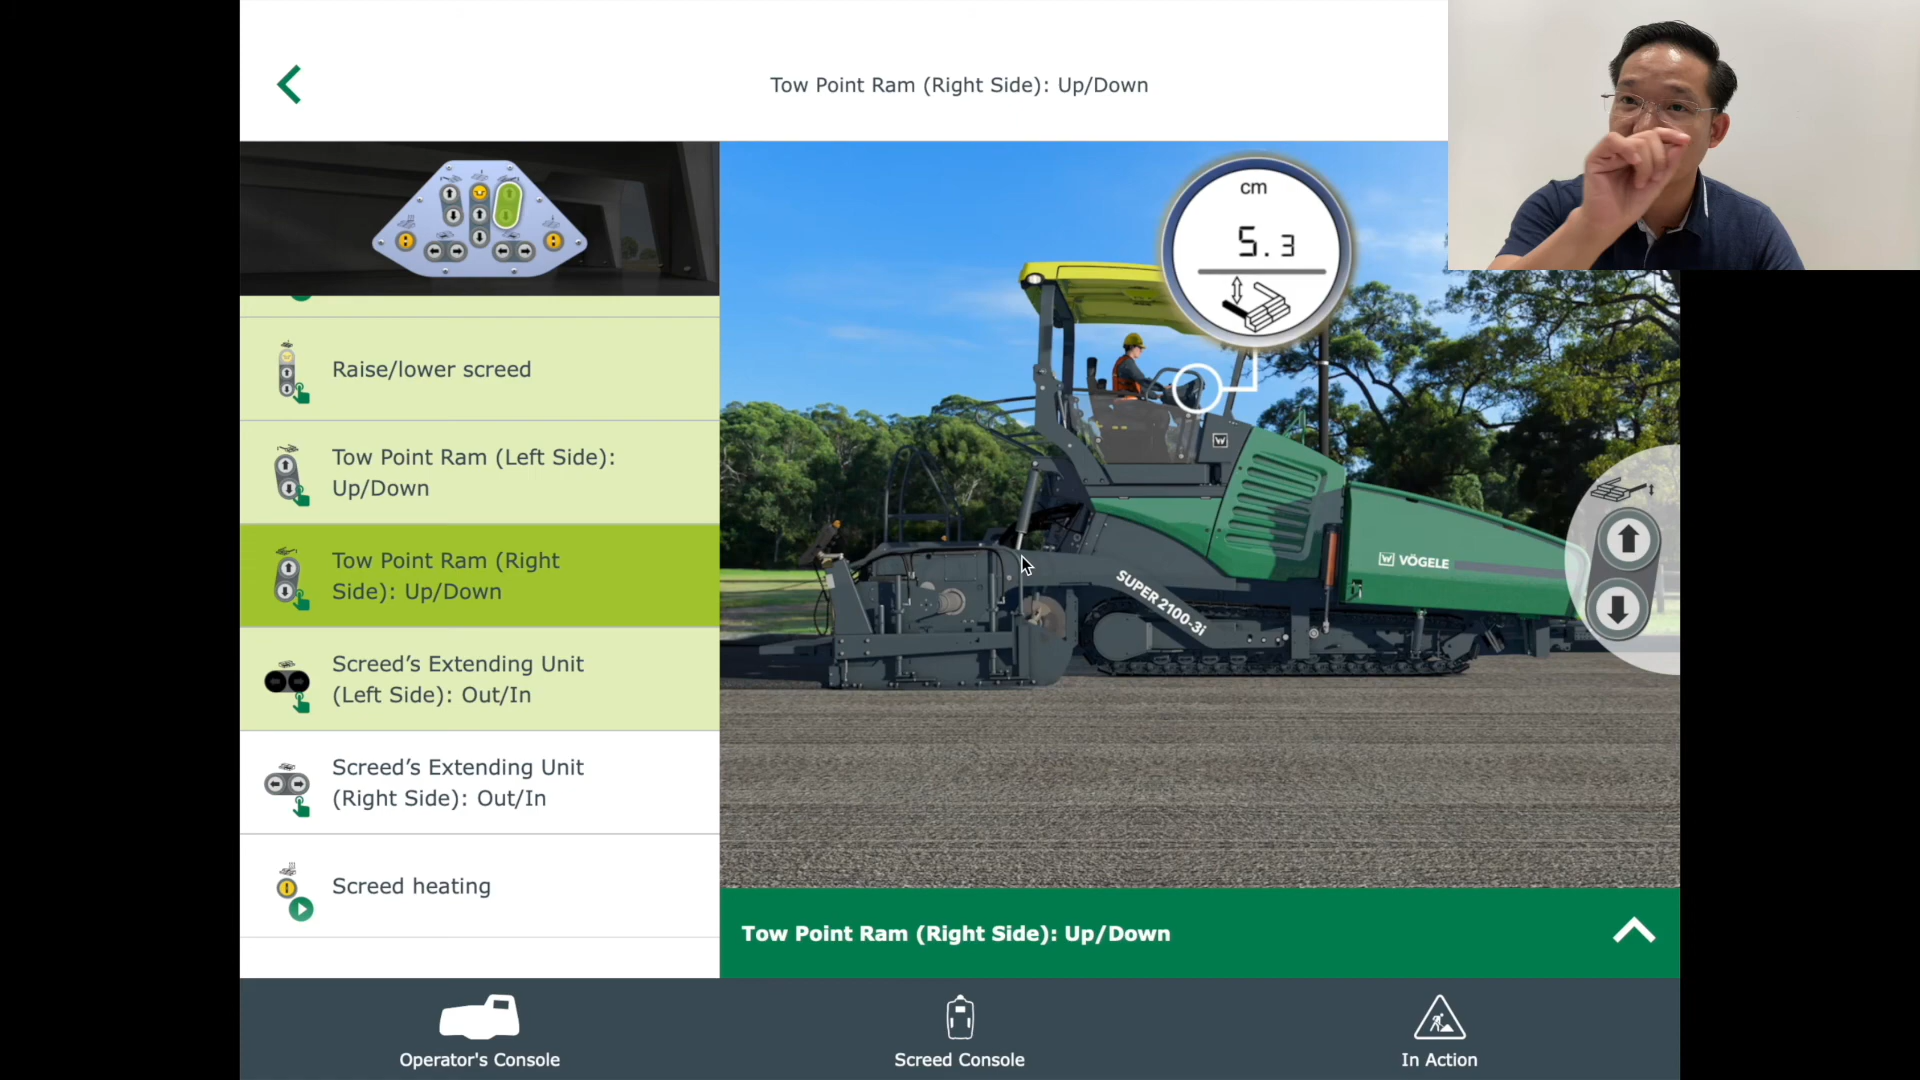 Tow Point Ram (Right Side): Up/Down
cm
5.3
Raise/lower screed
Tow Point Ram (Left Side):
Up/Down
Tow Point Ram (Right
Side): Up/Down
Screed’s Extending Unit
(Left Side): Out/In
Screed’s Extending Unit
(Right Side): Out/In
Screed heating
W
W VÖGELE
SUPER 2100-3i
Tow Point Ram (Right Side): Up/Down
Operator's Console
Screed Console
In Action